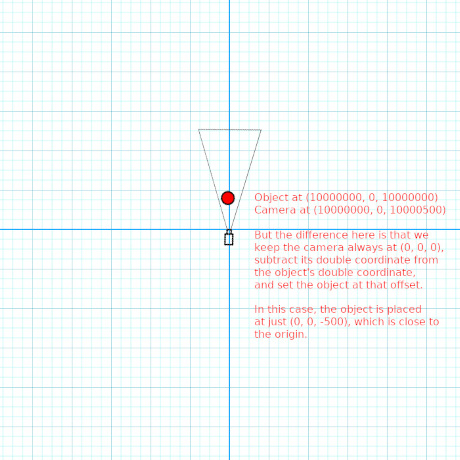 Object at (10000000, 0, 10000000)
Camera at (10000000, 0, 10000500)
But the difference here is that we
keep the camera always at (0, 0, 0),
subtract its double coordinate from
the object's double coordinate,
and set the object at that offset.
In this case, the object is placed
at just (0, 0, -500), which is close to
the origin.